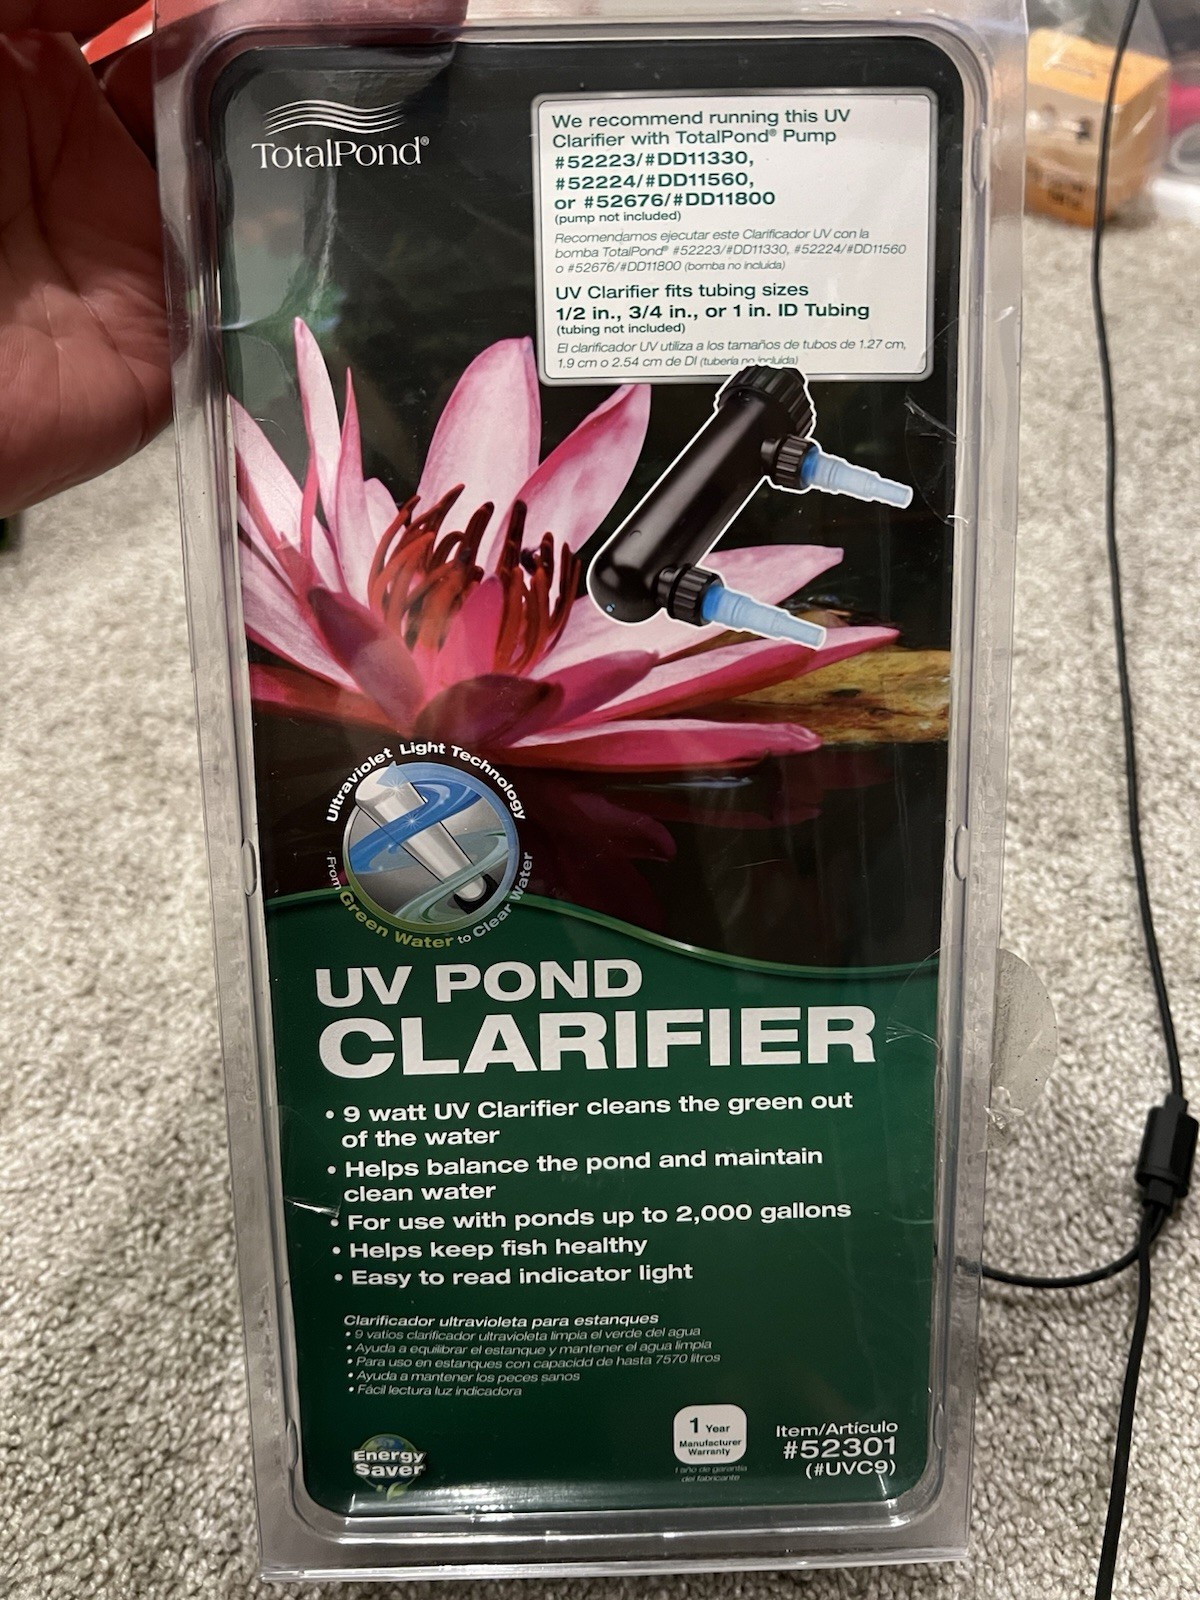 TotalPond®
We recommend running this UV
Clarifier with TotalPond® Pump
#52223/#DD11330,
#52224/#DD11560,
or #52676/#DD11800
(pump not included)
Recomendamos ejecutar este Clarificador UV con la
bomba TotalPond® #52223/#DD11330, #52224/#DD11560
o #52676/#DD11800 (bomba no incluida)
UV Clarifier fits tubing sizes
1/2 in., 3/4 in., or 1 in. ID Tubing
(tubing not included)
El clarificador UV utiliza a los tamaños de tubos de 1.27 cm,
1.9 cm o 2.54 cm de DI (tubería no incluida)
Ultraviolet Light Technology
From Green Water to Clear Water
UV POND
CLARIFIER
• 9 watt UV Clarifier cleans the green out
of the water
• Helps balance the pond and maintain
clean water
• For use with ponds up to 2,000 gallons
• Helps keep fish healthy
• Easy to read indicator light
Clarificador ultravioleta para estanques
• 9 vatios clarificador ultravioleta limpia el verde del agua
• Ayuda a equilibrar el estanque y mantener el agua limpia
• Para uso en estanques con capacidd de hasta 7570 litros
• Ayuda a mantener los peces sanos
• Fácil lectura luz indicadora
Energy
Saver
1 Year
Manufacturer
Warranty
1 año de garantía
del fabricante
Item/Artículo
#52301
(#UVC9)